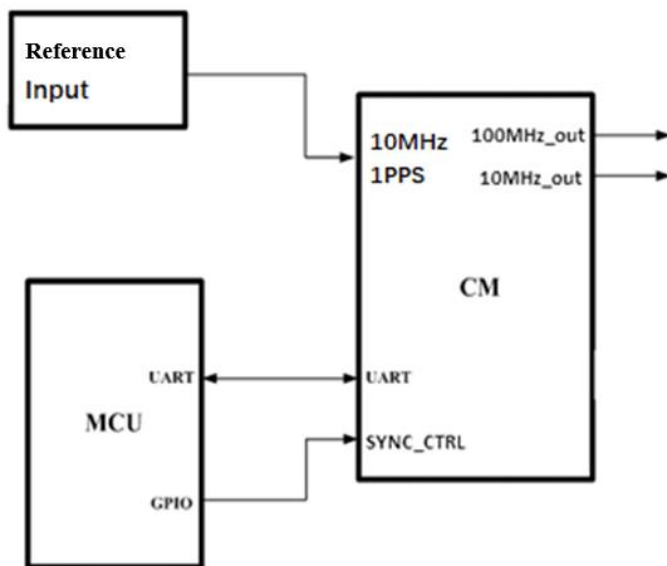 Reference
Input
10MHz
1PPS
100MHz_out
10MHz_out
CM
UART
SYNC_CTRL
UART
MCU
GPIO